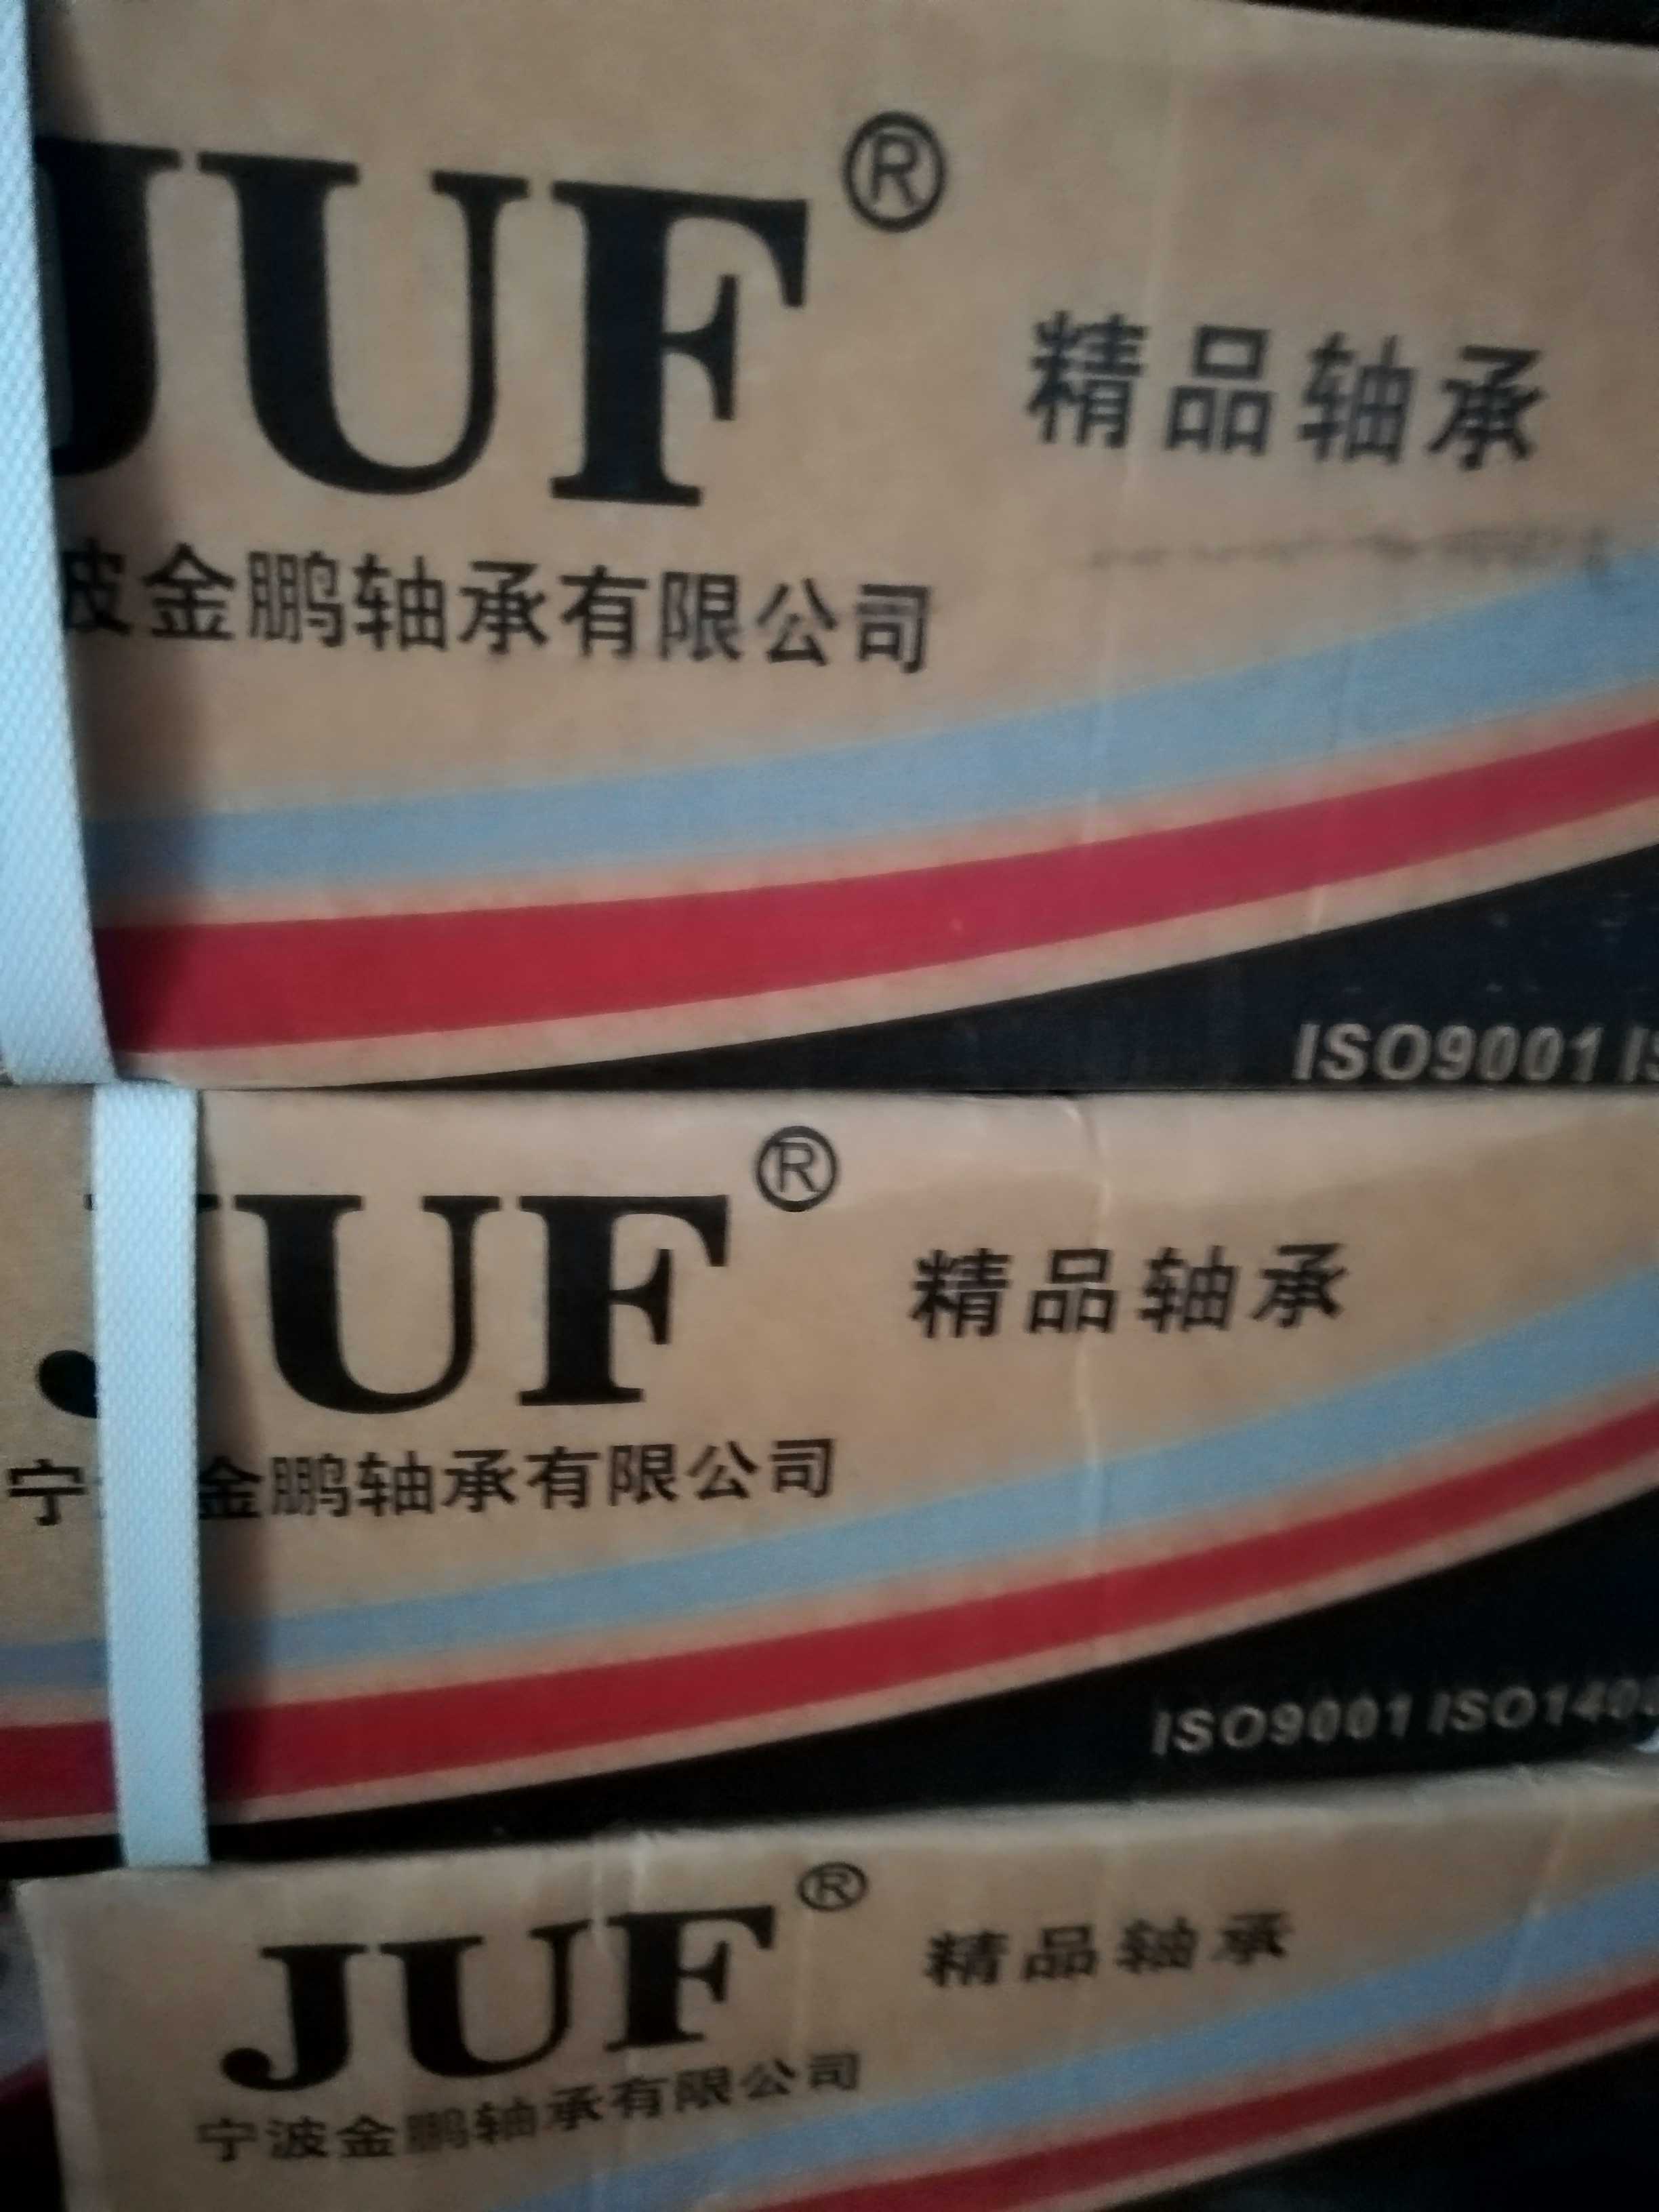 JUF®
精品轴承
波金鹏轴承有限公司
ISO9001 IS
JUF®
精品轴承
宁 金鹏轴承有限公司
ISO9001 ISO1400
JUF®
精品轴承
宁波金鹏轴承有限公司